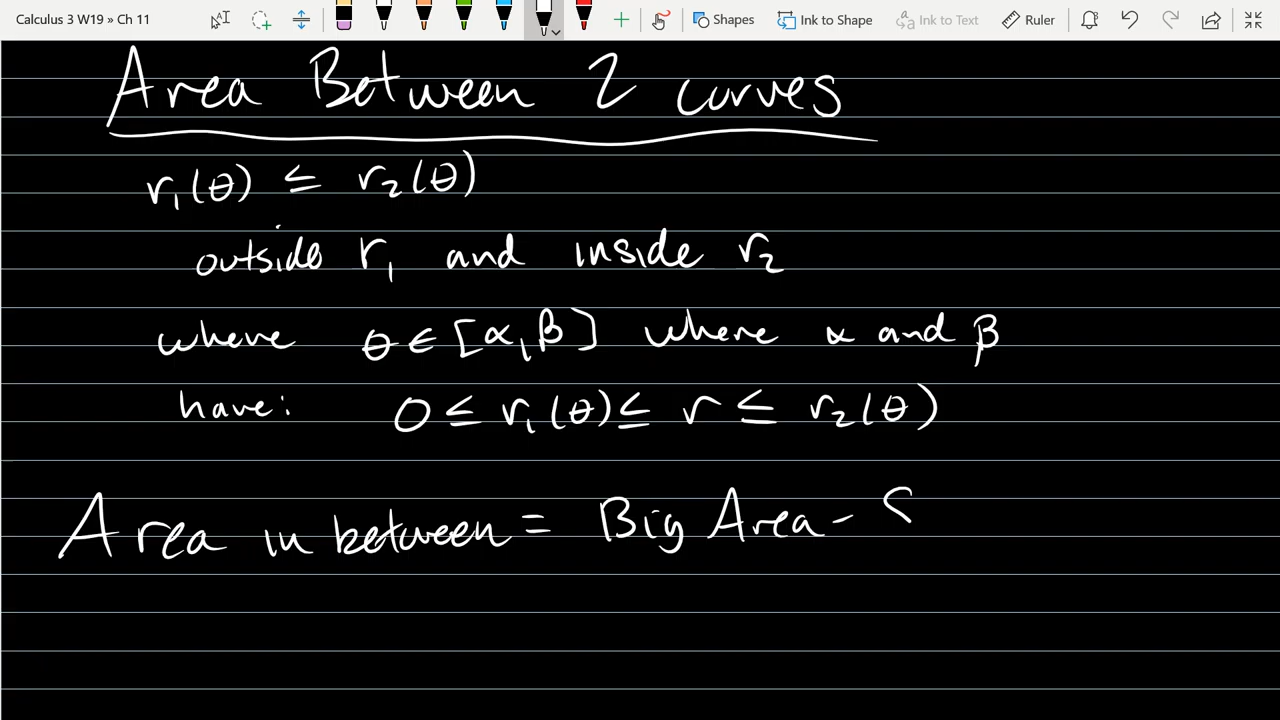 Calculus 3 W19 » Ch 11
Shapes Ink to Shape Ink to Text Ruler
Area Between 2 curves
r₁(θ) ≤ r₂(θ)
outside r₁ and inside r₂
where θ ∈ [α, β] where α and β
have: 0 ≤ r₁(θ) ≤ r ≤ r₂(θ)
Area in between = Big Area - S